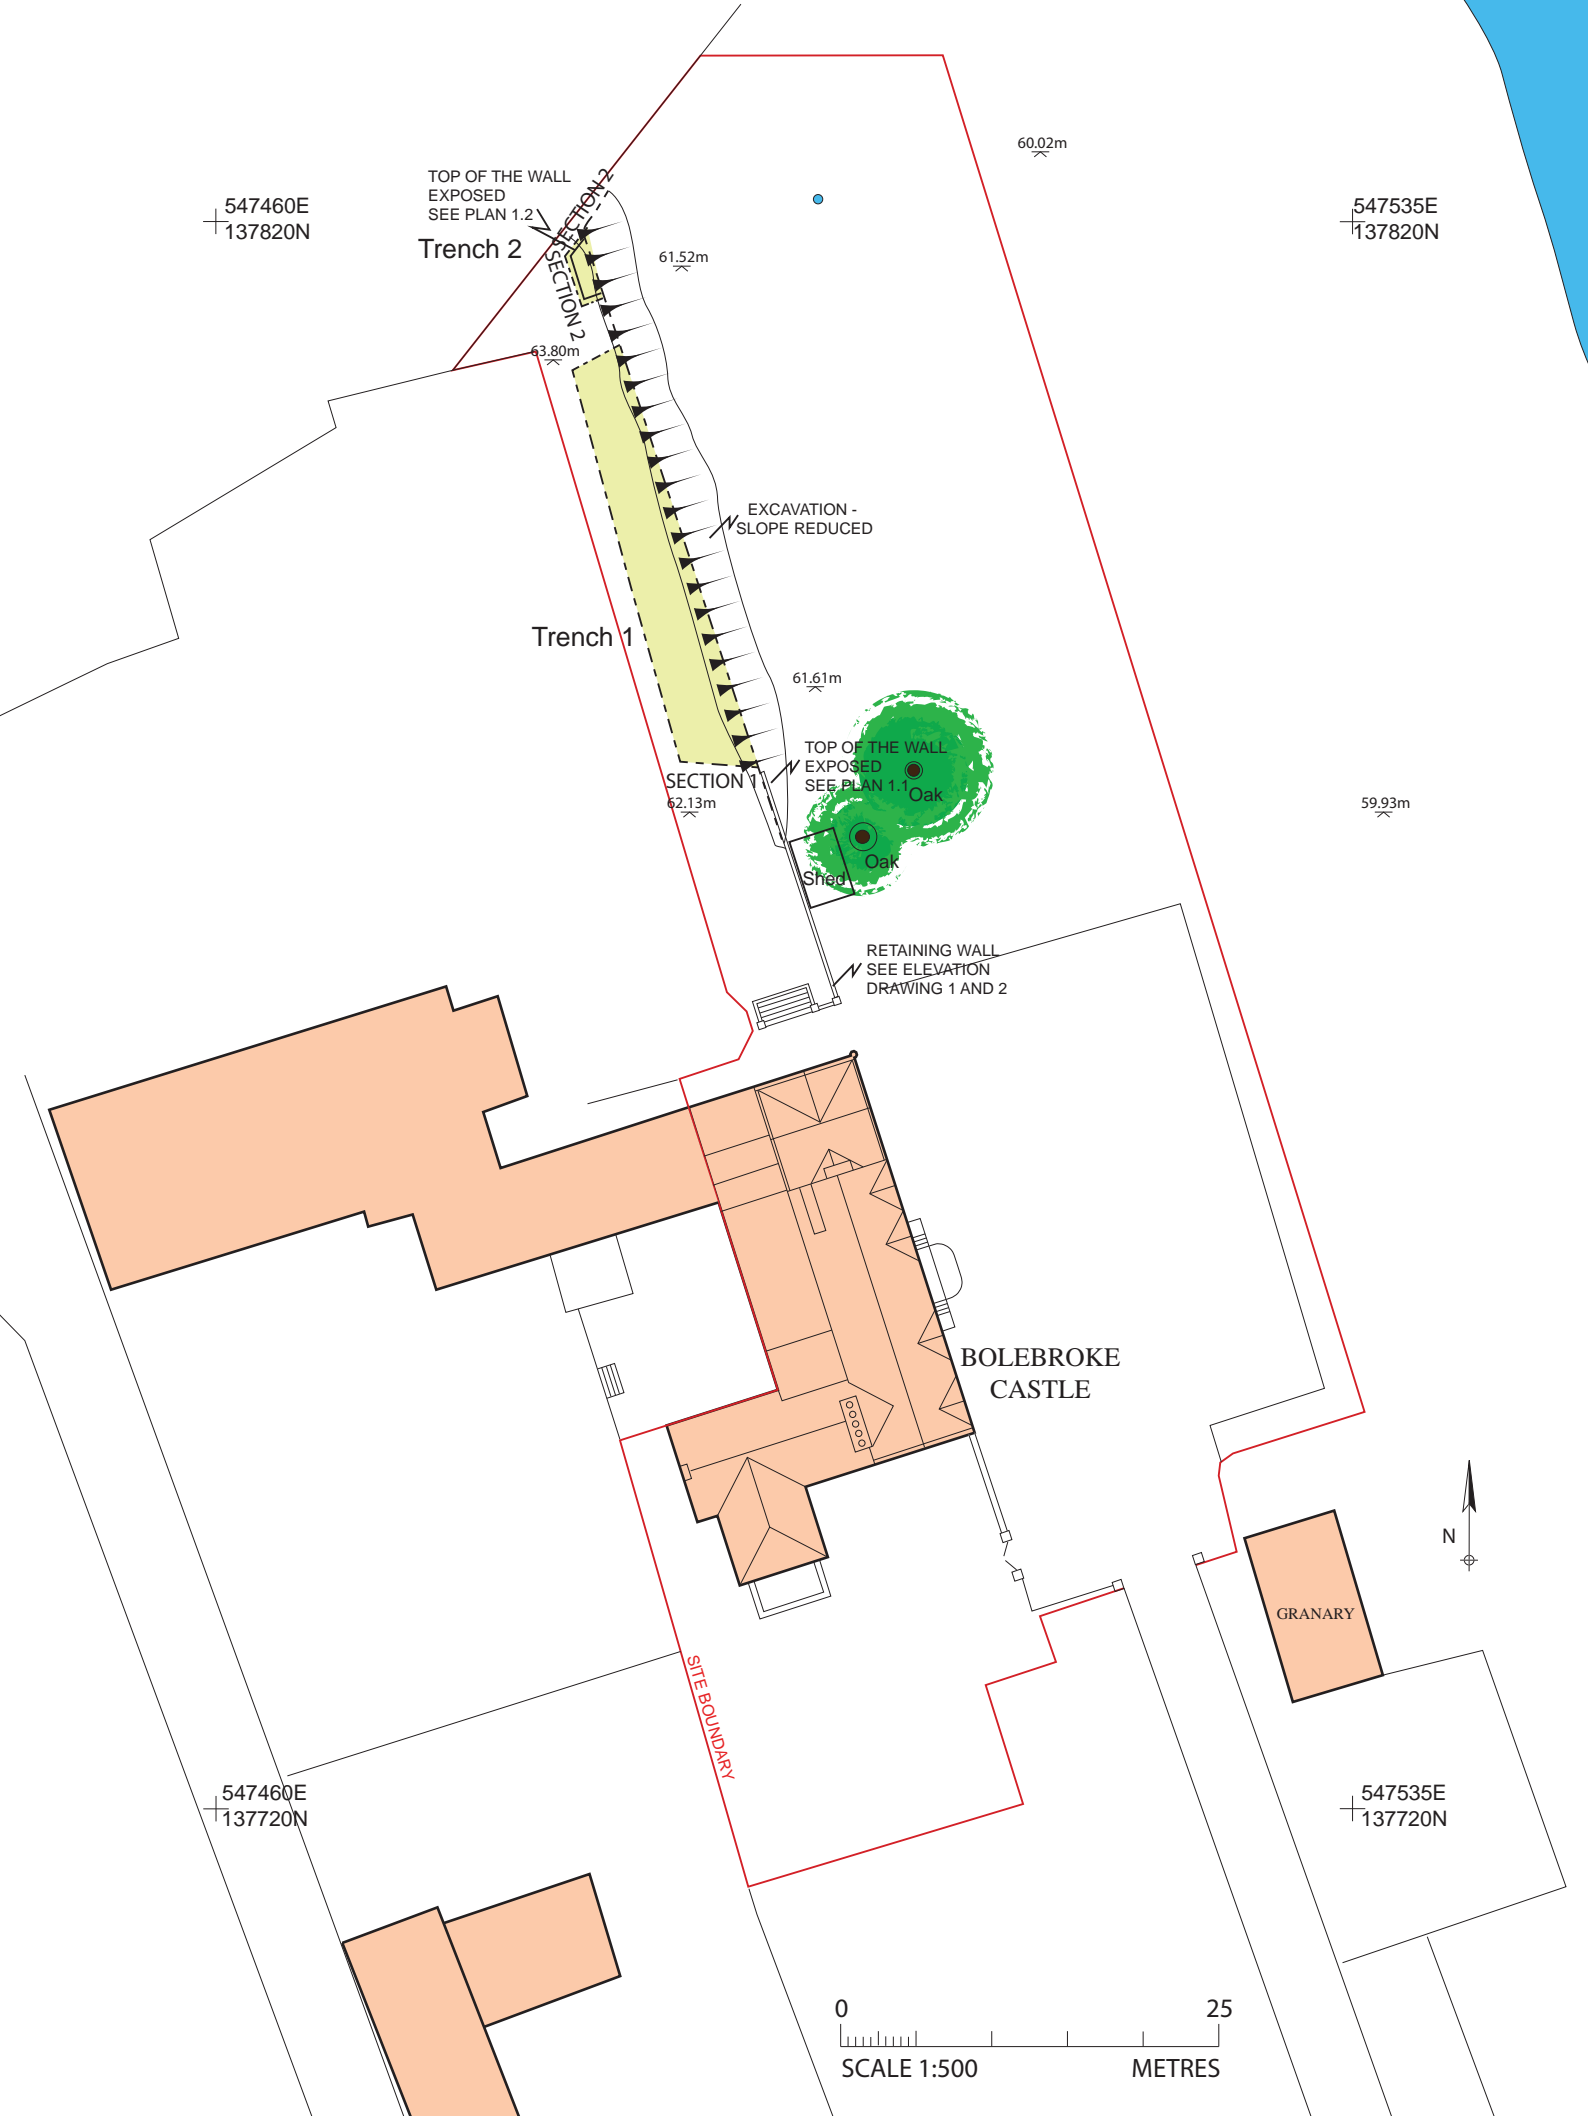 60.02m
TOP OF THE WALL
EXPOSED
SEE PLAN 1.2
SECTION 2
547460E
137820N
547535E
137820N
Trench 2
61.52m
SECTION 2
63.80m
EXCAVATION -
SLOPE REDUCED
Trench 1
61.61m
TOP OF THE WALL
EXPOSED
SEE PLAN 1.1
SECTION 1
Oak
62.13m
59.93m
Oak
Shed
RETAINING WALL
SEE ELEVATION
DRAWING 1 AND 2
BOLEBROKE
CASTLE
N
GRANARY
SITE BOUNDARY
547460E
137720N
547535E
137720N
0 25
SCALE 1:500 METRES